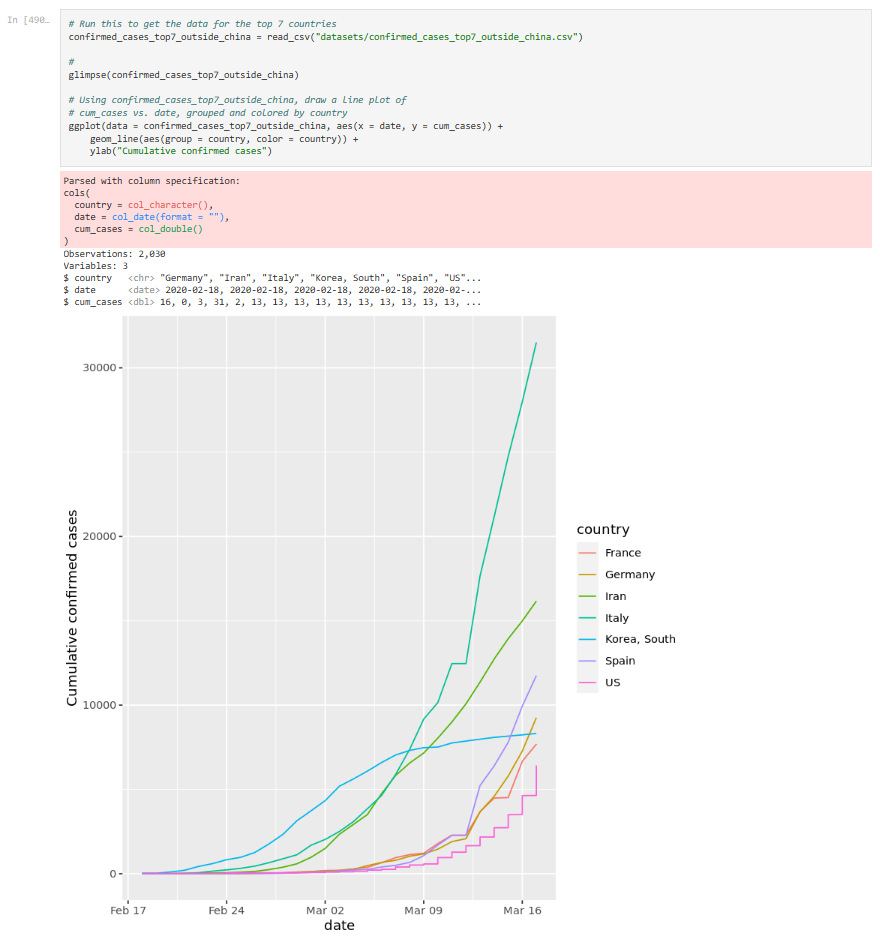 In [490…
# Run this to get the data for the top 7 countries
confirmed_cases_top7_outside_china = read_csv("datasets/confirmed_cases_top7_outside_china.csv")
#
glimpse(confirmed_cases_top7_outside_china)
# Using confirmed_cases_top7_outside_china, draw a line plot of
# cum_cases vs. date, grouped and colored by country
ggplot(data = confirmed_cases_top7_outside_china, aes(x = date, y = cum_cases)) +
    geom_line(aes(group = country, color = country)) +
    ylab("Cumulative confirmed cases")
Parsed with column specification:
cols(
  country = col_character(),
  date = col_date(format = ""),
  cum_cases = col_double()
)
Observations: 2,030
Variables: 3
$ country   <chr> "Germany", "Iran", "Italy", "Korea, South", "Spain", "US"...
$ date      <date> 2020-02-18, 2020-02-18, 2020-02-18, 2020-02-18, 2020-02-...
$ cum_cases <dbl> 16, 0, 3, 31, 2, 13, 13, 13, 13, 13, 13, 13, 13, 13, ...
30000
20000
10000
0
Cumulative confirmed cases
Feb 17
Feb 24
Mar 02
Mar 09
Mar 16
date
country
France
Germany
Iran
Italy
Korea, South
Spain
US